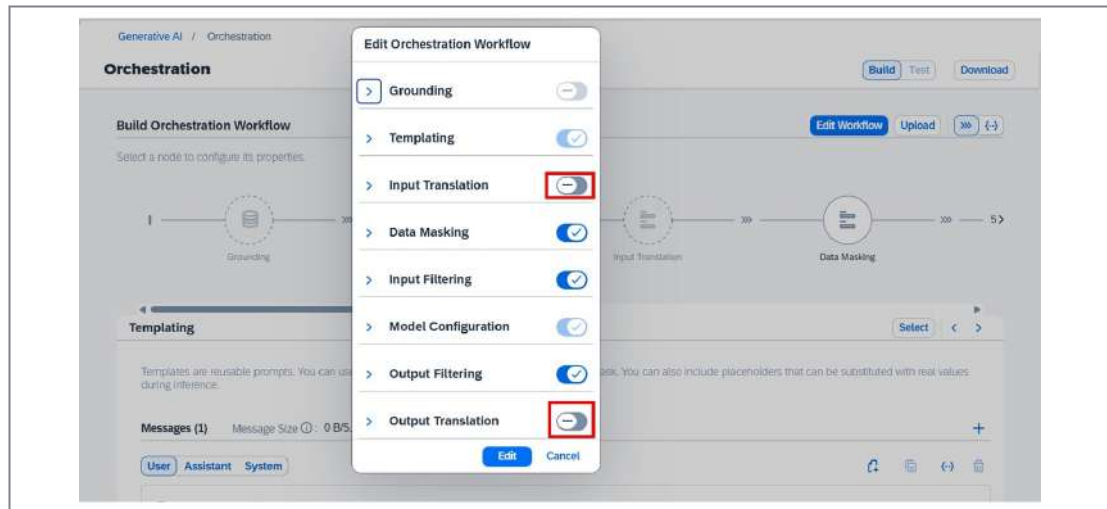 Generative AI / Orchestration
Orchestration
Build Test Download
Build Orchestration Workflow
Edit Workflow Upload
Select a node to configure its properties.
Grounding
Input Translation
Data Masking
5
Edit Orchestration Workflow
Grounding
Templating
Input Translation
Data Masking
Input Filtering
Model Configuration
Output Filtering
Output Translation
Edit Cancel
Templating
Select
Templates are reusable prompts. You can use
ask. You can also include placeholders that can be substituted with real values
during inference.
Messages (1) Message Size : 0 B/5.
User Assistant System